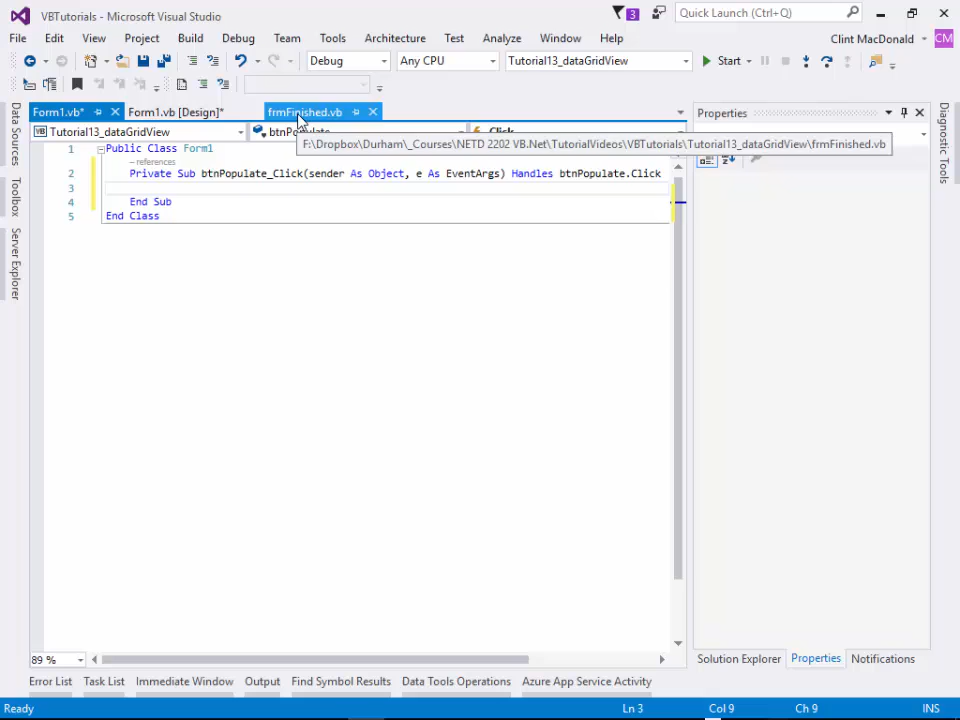 VBTutorials - Microsoft Visual Studio
3
Quick Launch (Ctrl+Q)
File Edit View Project Build Debug Team Tools Architecture Test Analyze Window Help
Clint MacDonald CM
Debug Any CPU Tutorial13_dataGridView Start
Form1.vb* Form1.vb [Design]* frmFinished.vb
Properties
Tutorial13_dataGridView btnPopulate Click
F:\Dropbox\Durham\_Courses\NETD 2202 VB.Net\TutorialVideos\VBTutorials\Tutorial13_dataGridView\frmFinished.vb
Data Sources
Toolbox
Server Explorer
Diagnostic Tools
1 Public Class Form1
– references
2 Private Sub btnPopulate_Click(sender As Object, e As EventArgs) Handles btnPopulate.Click
3
4 End Sub
5 End Class
89 %
Solution Explorer Properties Notifications
Error List Task List Immediate Window Output Find Symbol Results Data Tools Operations Azure App Service Activity
Ready Ln 3 Col 9 Ch 9 INS